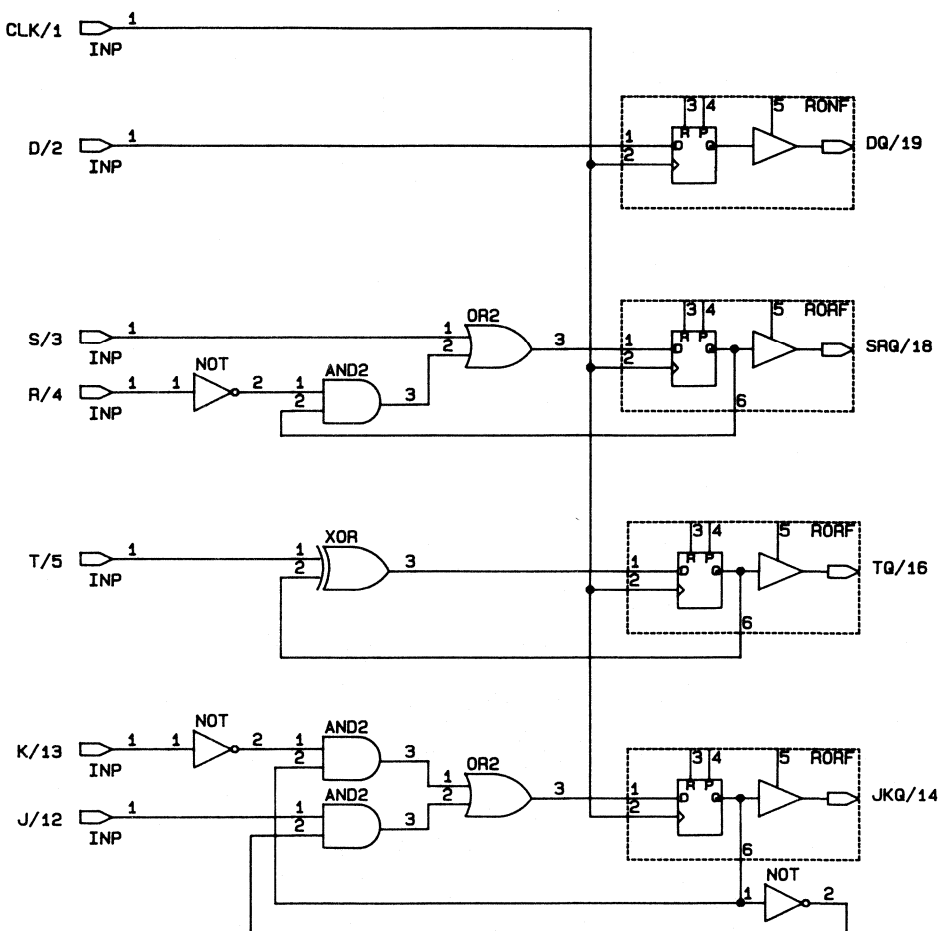 CLK/1 1
INP
3 4 5 RONF
R P
D/2 1 1 D Q DQ/19
INP 2
OR2
3 4 5 RORF
R P
S/3 1 1 3 1 D Q SRQ/18
INP 2 2
NOT AND2
R/4 1 1 2 1 3
INP 2 6
XOR
3 4 5 RORF
R P
T/5 1 1 3 1 D Q TQ/16
INP 2 2
6
NOT AND2
K/13 1 1 2 1 3 OR2
INP 2
3 4 5 RORF
R P
AND2 1 3 1 D Q JKQ/14
2 2
J/12 1 1 3
INP 2
6
NOT
1 2